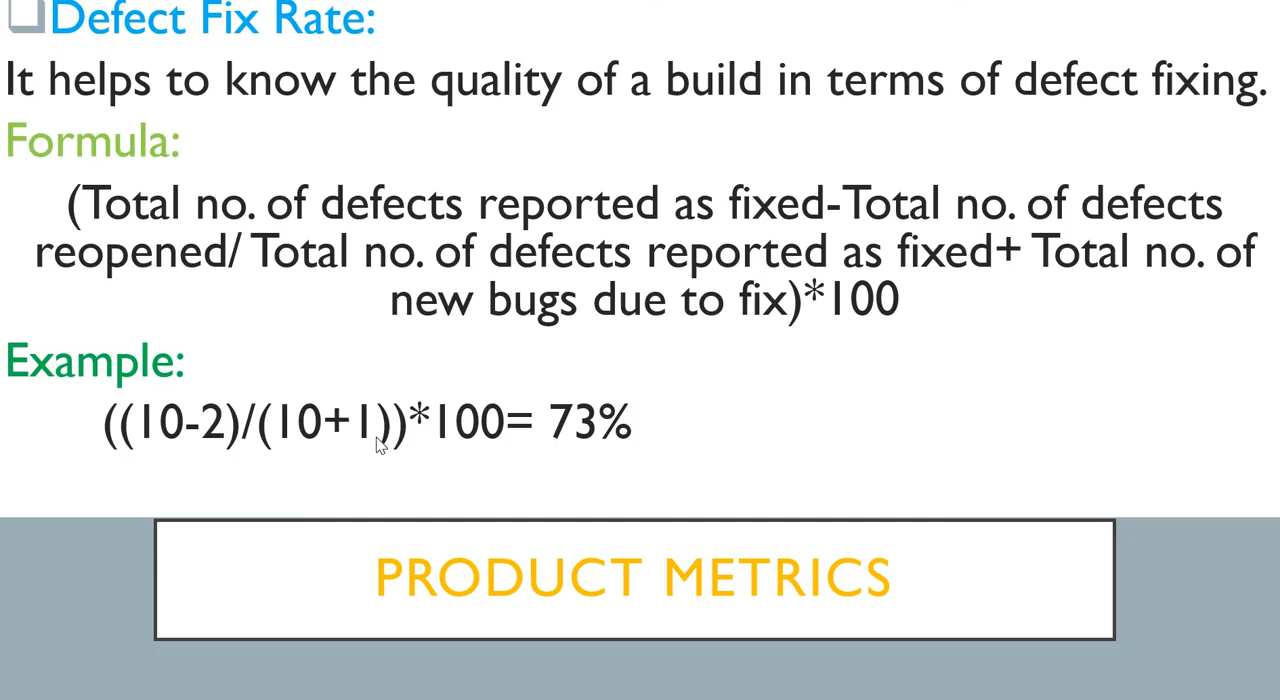 Defect Fix Rate:
It helps to know the quality of a build in terms of defect fixing.
Formula:
(Total no. of defects reported as fixed-Total no. of defects
reopened/ Total no. of defects reported as fixed+ Total no. of
new bugs due to fix)*100
Example:
((10-2)/(10+1))*100= 73%
PRODUCT METRICS